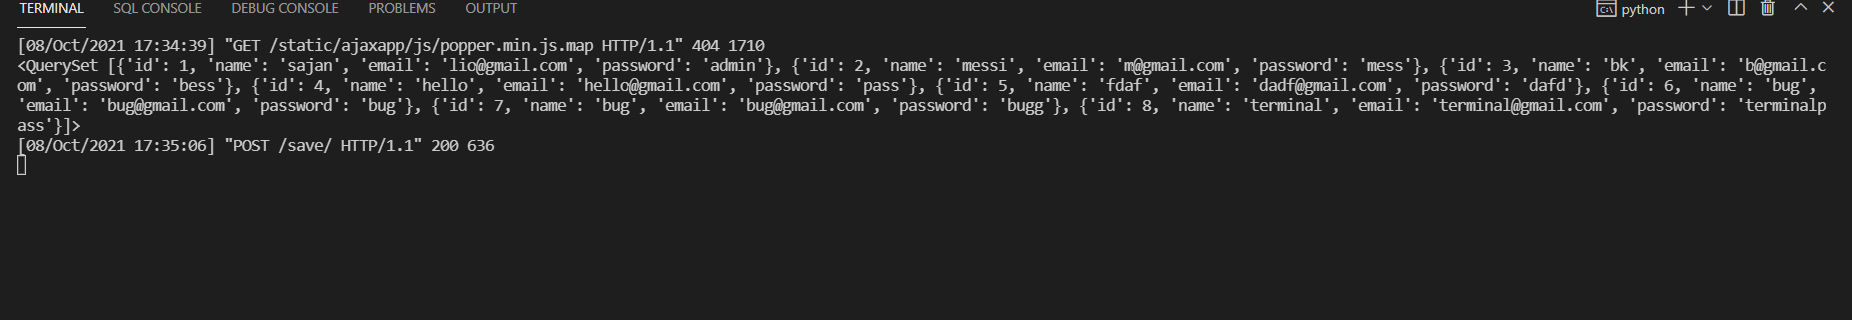 TERMINAL SQL CONSOLE DEBUG CONSOLE PROBLEMS OUTPUT python
[08/Oct/2021 17:34:39] "GET /static/ajaxapp/js/popper.min.js.map HTTP/1.1" 404 1710
<QuerySet [{'id': 1, 'name': 'sajan', 'email': 'lio@gmail.com', 'password': 'admin'}, {'id': 2, 'name': 'messi', 'email': 'm@gmail.com', 'password': 'mess'}, {'id': 3, 'name': 'bk', 'email': 'b@gmail.c
om', 'password': 'bess'}, {'id': 4, 'name': 'hello', 'email': 'hello@gmail.com', 'password': 'pass'}, {'id': 5, 'name': 'fdaf', 'email': 'dadf@gmail.com', 'password': 'dafd'}, {'id': 6, 'name': 'bug',
'email': 'bug@gmail.com', 'password': 'bug'}, {'id': 7, 'name': 'bug', 'email': 'bug@gmail.com', 'password': 'bugg'}, {'id': 8, 'name': 'terminal', 'email': 'terminal@gmail.com', 'password': 'terminalp
ass'}]>
[08/Oct/2021 17:35:06] "POST /save/ HTTP/1.1" 200 636